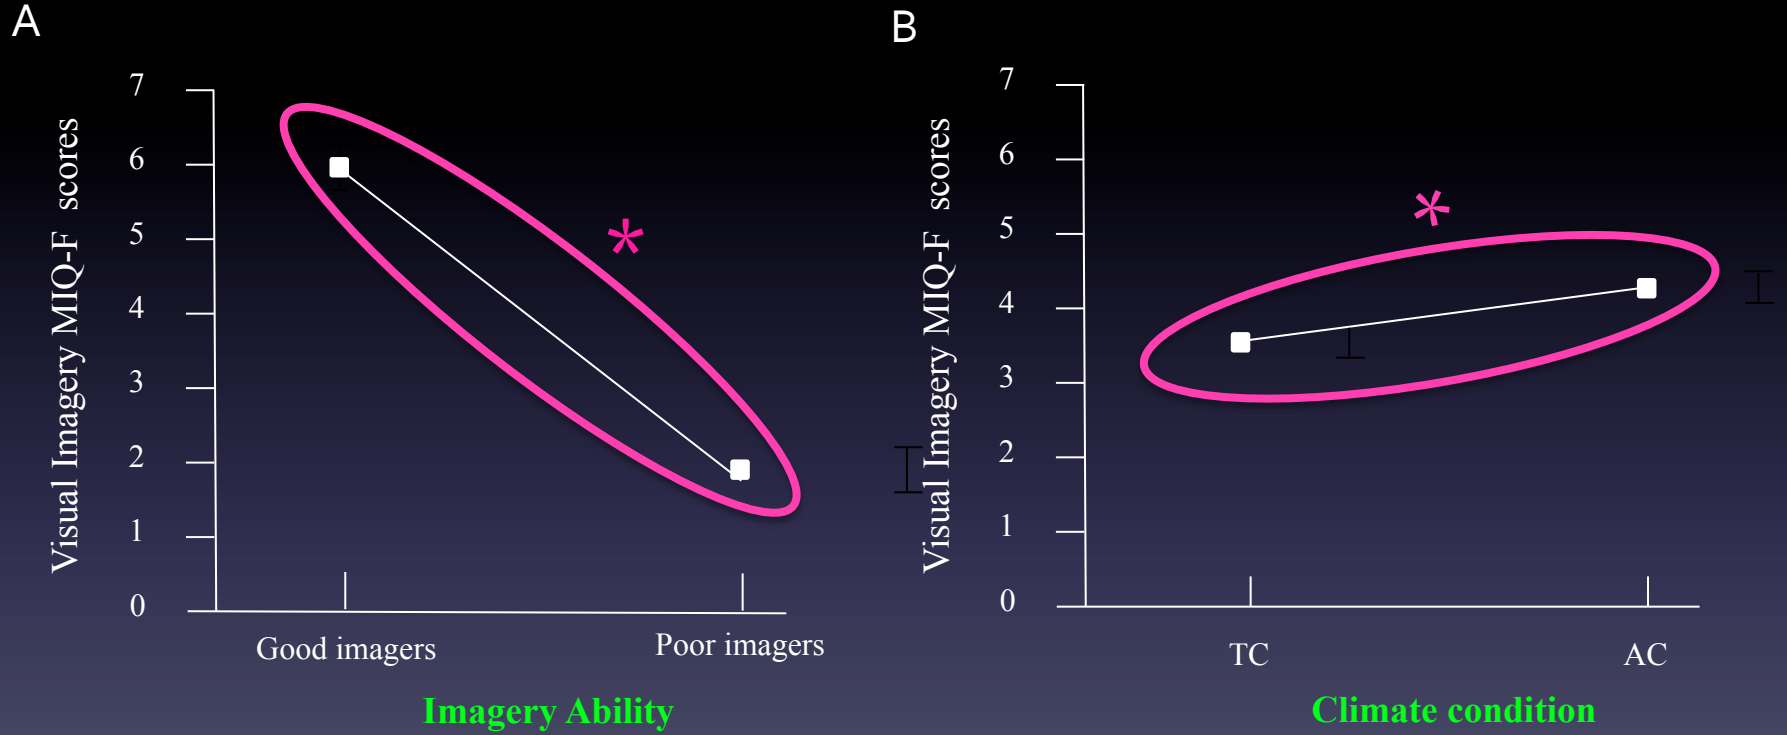 A
Visual Imagery MIQ-F scores
7
6
5
4
3
2
1
0
Good imagers
Poor imagers
Imagery Ability
*
B
Visual Imagery MIQ-F scores
7
6
5
4
3
2
1
0
TC
AC
Climate condition
*